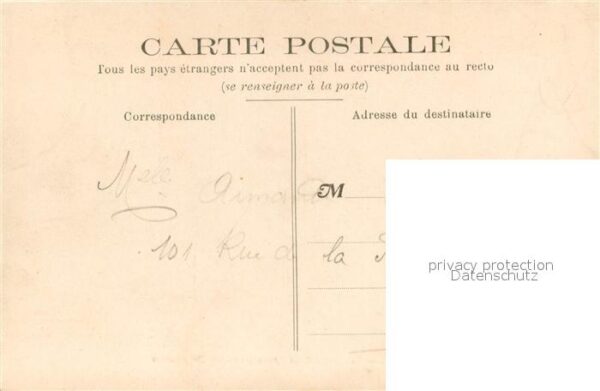 CARTE POSTALE
Tous les pays étrangers n'acceptent pas la correspondance au recto
(se renseigner à la poste)
Correspondance
Adresse du destinataire
Melle
M
101 Rue de la
privacy protection
Datenschutz